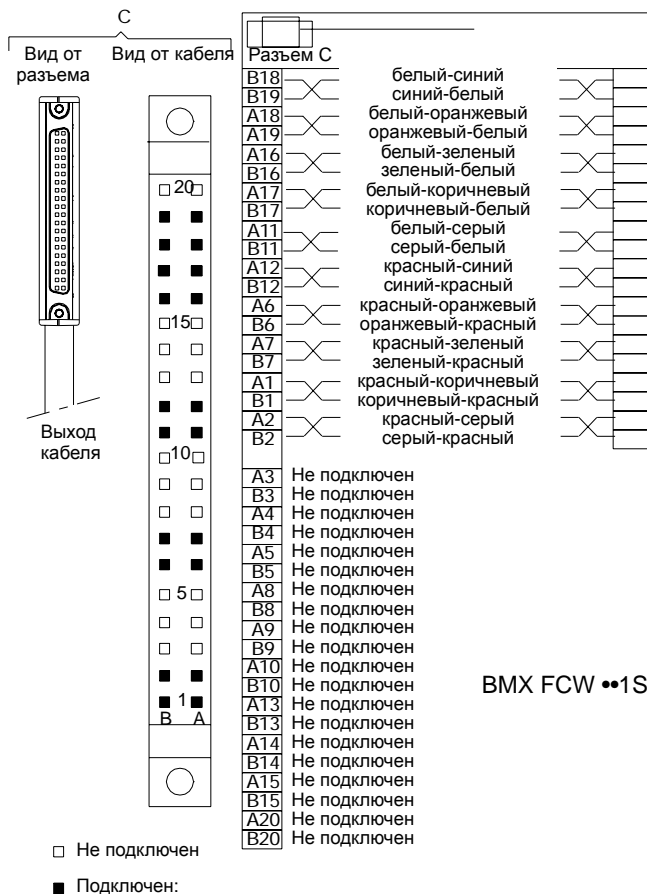 C
Вид от разъема
Вид от кабеля
20
15
10
5
1
B A
Выход кабеля
Разъем C
B18 белый-синий
B19 синий-белый
A18 белый-оранжевый
A19 оранжевый-белый
A16 белый-зеленый
B16 зеленый-белый
A17 белый-коричневый
B17 коричневый-белый
A11 белый-серый
B11 серый-белый
A12 красный-синий
B12 синий-красный
A6 красный-оранжевый
B6 оранжевый-красный
A7 красный-зеленый
B7 зеленый-красный
A1 красный-коричневый
B1 коричневый-красный
A2 красный-серый
B2 серый-красный
A3 Не подключен
B3 Не подключен
A4 Не подключен
B4 Не подключен
A5 Не подключен
B5 Не подключен
A8 Не подключен
B8 Не подключен
A9 Не подключен
B9 Не подключен
A10 Не подключен
B10 Не подключен
A13 Не подключен
B13 Не подключен
A14 Не подключен
B14 Не подключен
A15 Не подключен
B15 Не подключен
A20 Не подключен
B20 Не подключен
BMX FCW ••1S
□ Не подключен
■ Подключен: